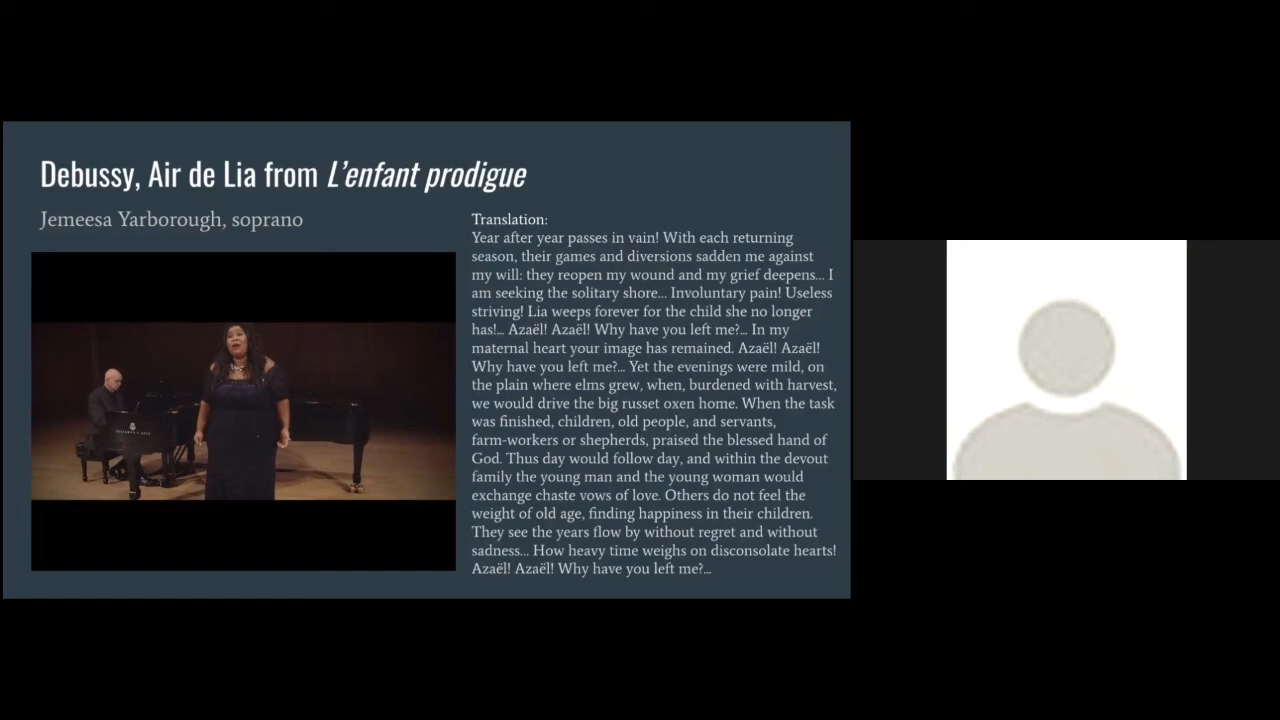 Debussy, Air de Lia from L'enfant prodigue
Jemeesa Yarborough, soprano
Translation:
Year after year passes in vain! With each returning
season, their games and diversions sadden me against
my will: they reopen my wound and my grief deepens... I
am seeking the solitary shore... Involuntary pain! Useless
striving! Lia weeps forever for the child she no longer
has!... Azaël! Azaël! Why have you left me?... In my
maternal heart your image has remained. Azaël! Azaël!
Why have you left me?... Yet the evenings were mild, on
the plain where elms grew, when, burdened with harvest,
we would drive the big russet oxen home. When the task
was finished, children, old people, and servants,
farm-workers or shepherds, praised the blessed hand of
God. Thus day would follow day, and within the devout
family the young man and the young woman would
exchange chaste vows of love. Others do not feel the
weight of old age, finding happiness in their children.
They see the years flow by without regret and without
sadness... How heavy time weighs on disconsolate hearts!
Azaël! Azaël! Why have you left me?...